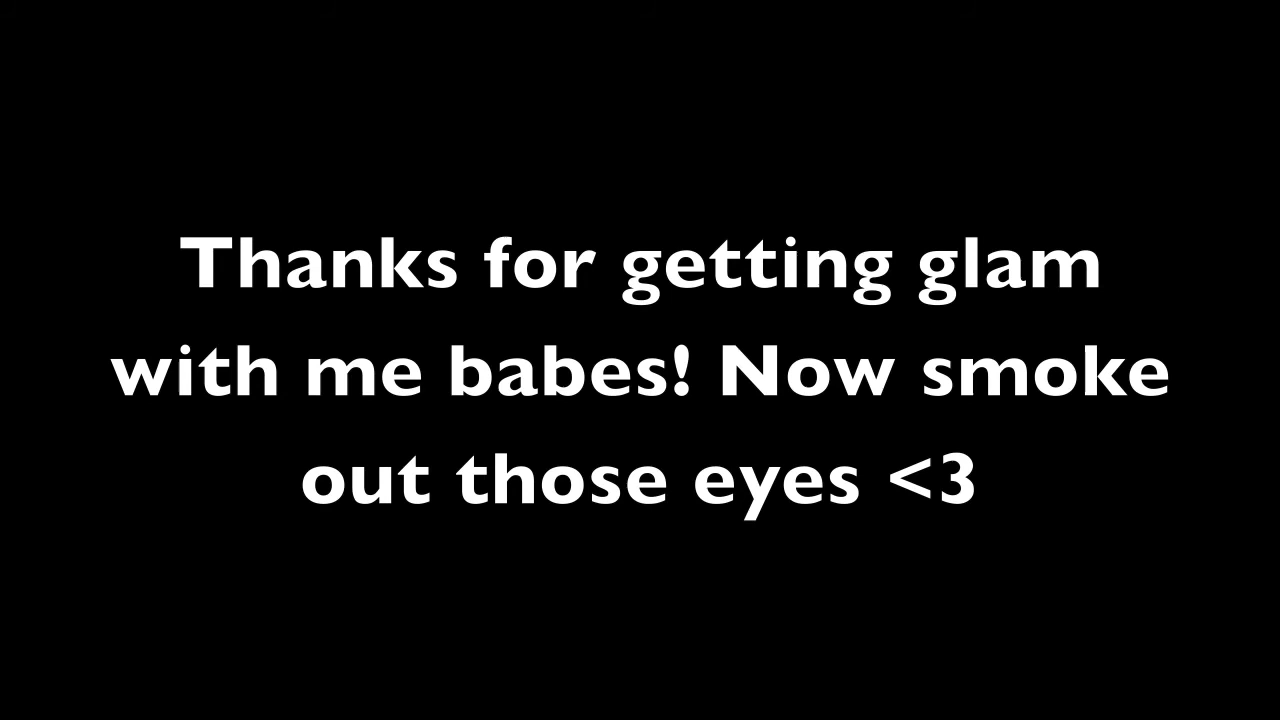 Thanks for getting glam
with me babes! Now smoke
out those eyes <3